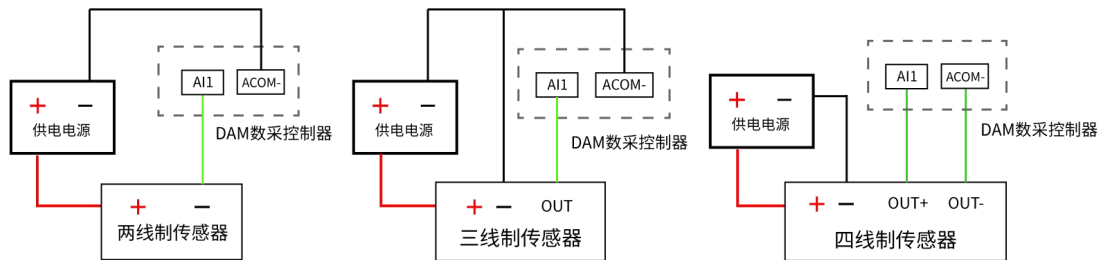 AI1
ACOM-
+ −
供电电源
DAM数采控制器
+ −
两线制传感器
AI1
ACOM-
+ −
供电电源
DAM数采控制器
+ − OUT
三线制传感器
AI1
ACOM-
+ −
供电电源
DAM数采控制器
+ − OUT+ OUT-
四线制传感器